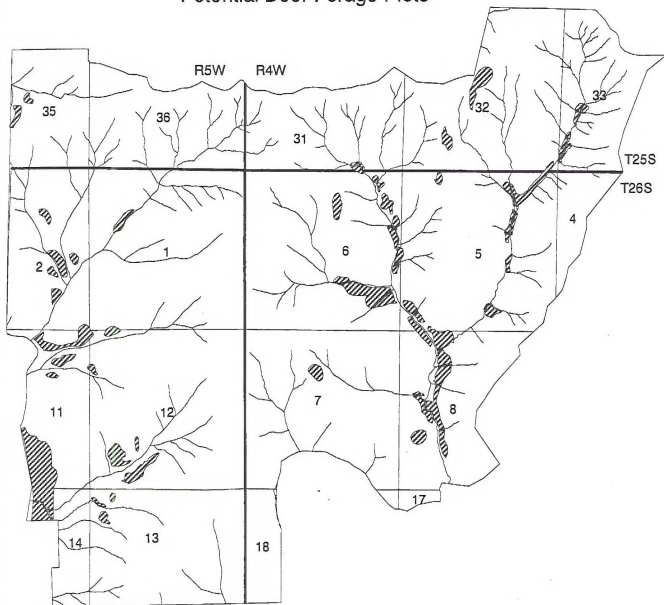 Potential Deer Forage Plots
R5W R4W
35 36 31 32 33
T25S
T26S
2 1 6 5 4
11 12 7 8
14 13 18 17